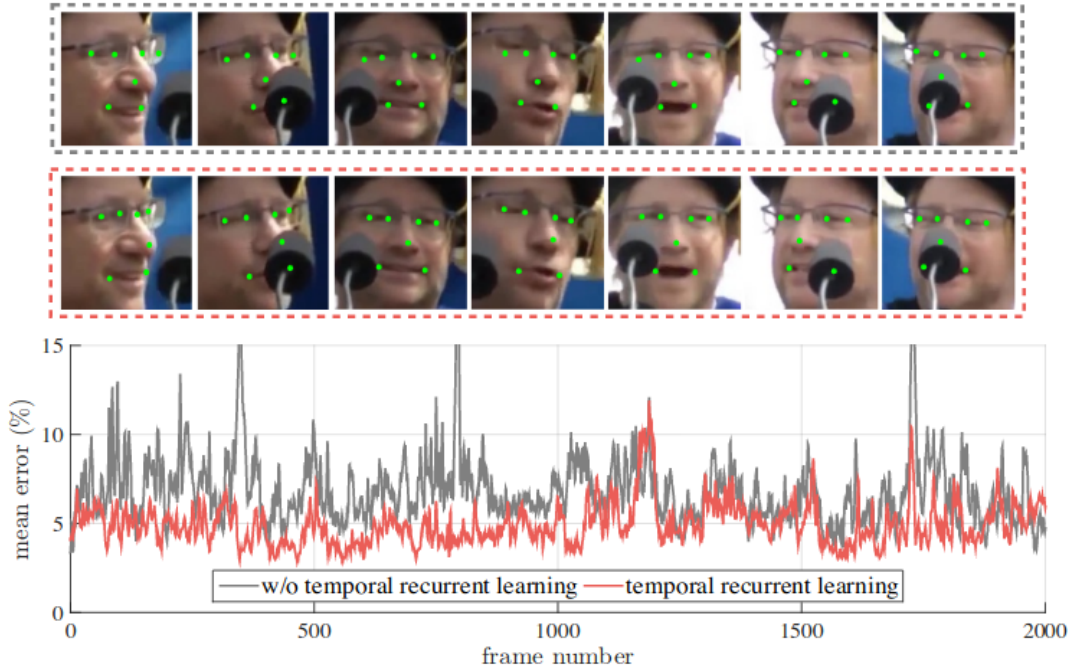 15
10
5
0
mean error (%)
w/o temporal recurrent learning
temporal recurrent learning
0
500
1000
1500
2000
frame number